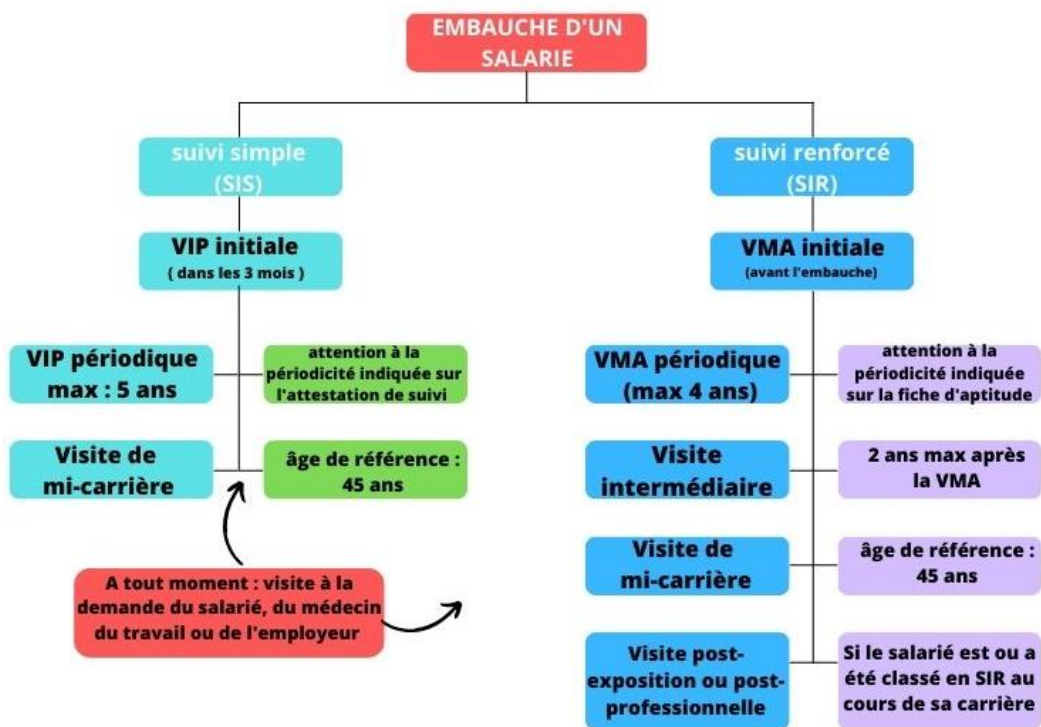 EMBAUCHE D'UN
SALARIE
suivi simple
(SIS)
VIP initiale
( dans les 3 mois )
VIP périodique
max : 5 ans
attention à la
périodicité indiquée sur
l'attestation de suivi
Visite de
mi-carrière
âge de référence :
45 ans
A tout moment : visite à la
demande du salarié, du médecin
du travail ou de l'employeur
suivi renforcé
(SIR)
VMA initiale
(avant l'embauche)
VMA périodique
(max 4 ans)
attention à la
périodicité indiquée
sur la fiche d'aptitude
Visite
intermédiaire
2 ans max après
la VMA
Visite de
mi-carrière
âge de référence :
45 ans
Visite post-
exposition ou post-
professionnelle
Si le salarié est ou a
été classé en SIR au
cours de sa carrière